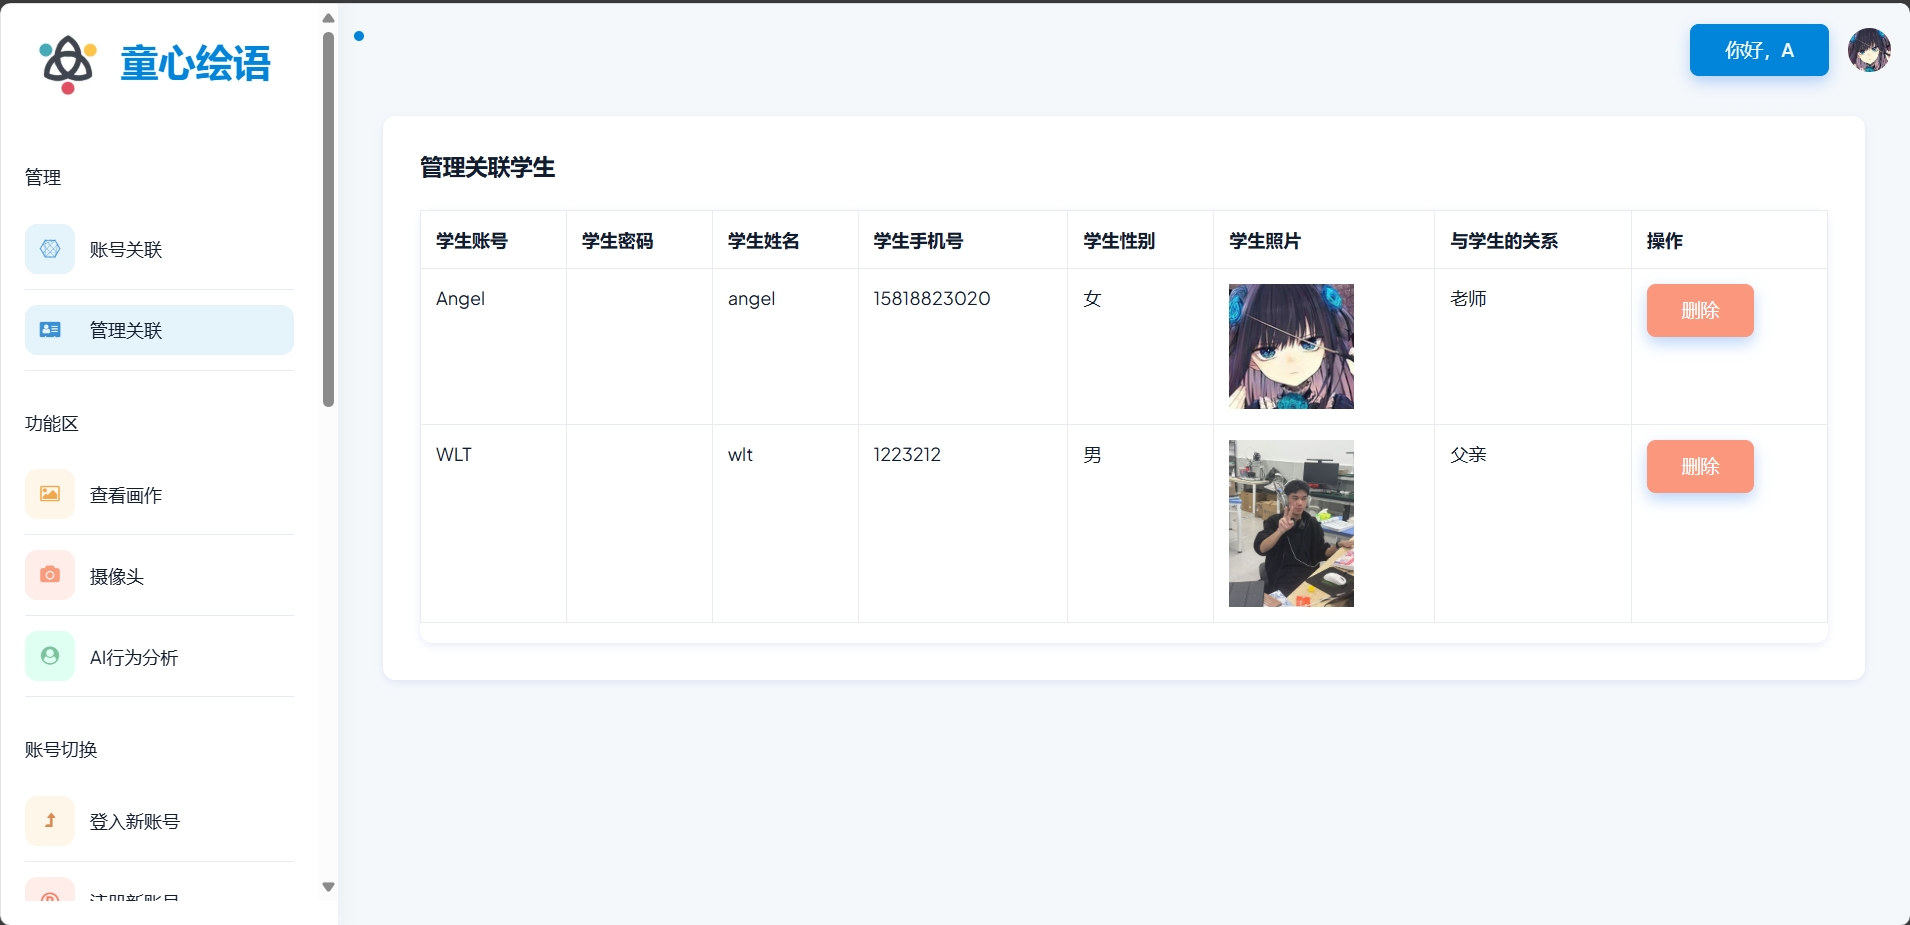 童心绘语
你好，A
管理
账号关联
管理关联
功能区
查看画作
摄像头
AI行为分析
账号切换
登入新账号
注册新账号
管理关联学生
学生账号 学生密码 学生姓名 学生手机号 学生性别 学生照片 与学生的关系 操作
Angel angel 15818823020 女 老师 删除
WLT wlt 1223212 男 父亲 删除